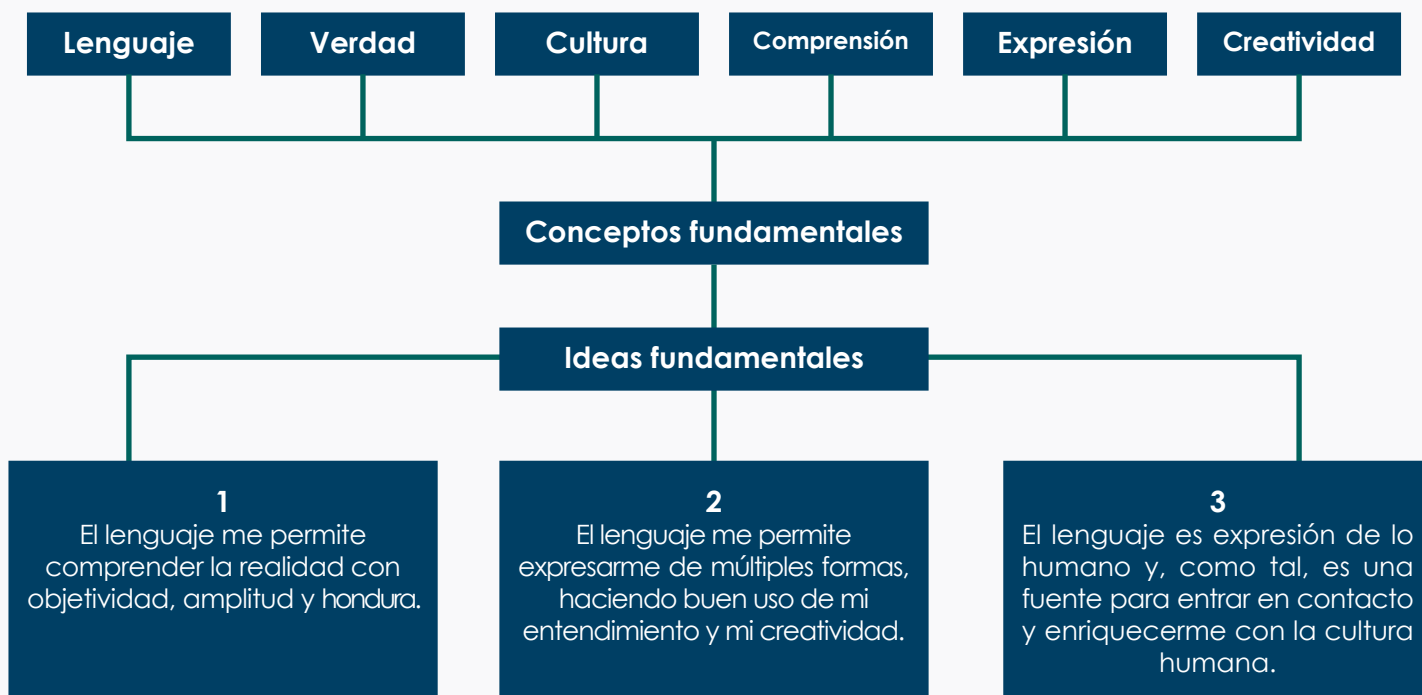 Lenguaje
Verdad
Cultura
Comprensión
Expresión
Creatividad
Conceptos fundamentales
Ideas fundamentales
1
El lenguaje me permite
comprender la realidad con
objetividad, amplitud y hondura.
2
El lenguaje me permite
expresarme de múltiples formas,
haciendo buen uso de mi
entendimiento y mi creatividad.
3
El lenguaje es expresión de lo
humano y, como tal, es una
fuente para entrar en contacto
y enriquecerme con la cultura
humana.